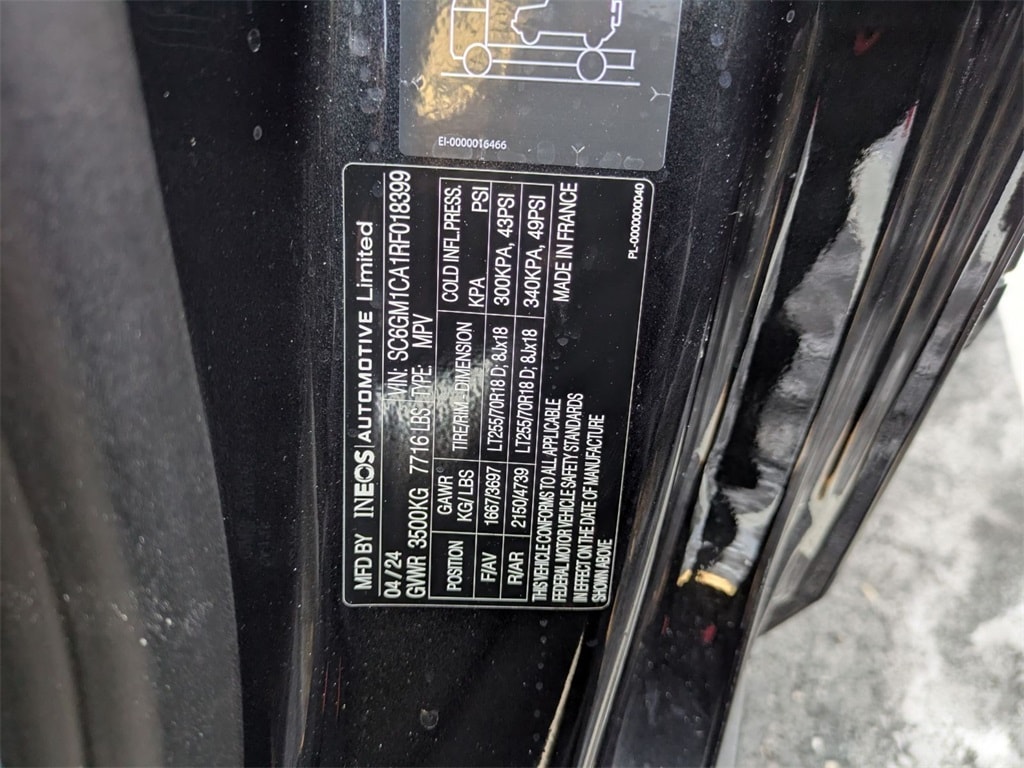 EI-0000016466
MFD BY INEOS AUTOMOTIVE Limited
04 / 24 VIN: SC6GM1CA1RF018399
GWWR 3500KG 7716 LBS TYPE: MPV
POSITION GAWR KG/LBS TIRE/RIM - DIMENSION COLD INFL.PRESS. KPA PSI
F/AV 1667/3697 LT255/70R18 D; 8Jx18 300KPA, 43PSI
R/AR 2150/4739 LT255/70R18 D; 8Jx18 340KPA, 49PSI
THIS VEHICLE CONFORMS TO ALL APPLICABLE MADE IN FRANCE
FEDERAL MOTOR VEHICLE SAFETY STANDARDS
IN EFFECT ON THE DATE OF MANUFACTURE
SHOWN ABOVE
PL-0000000040